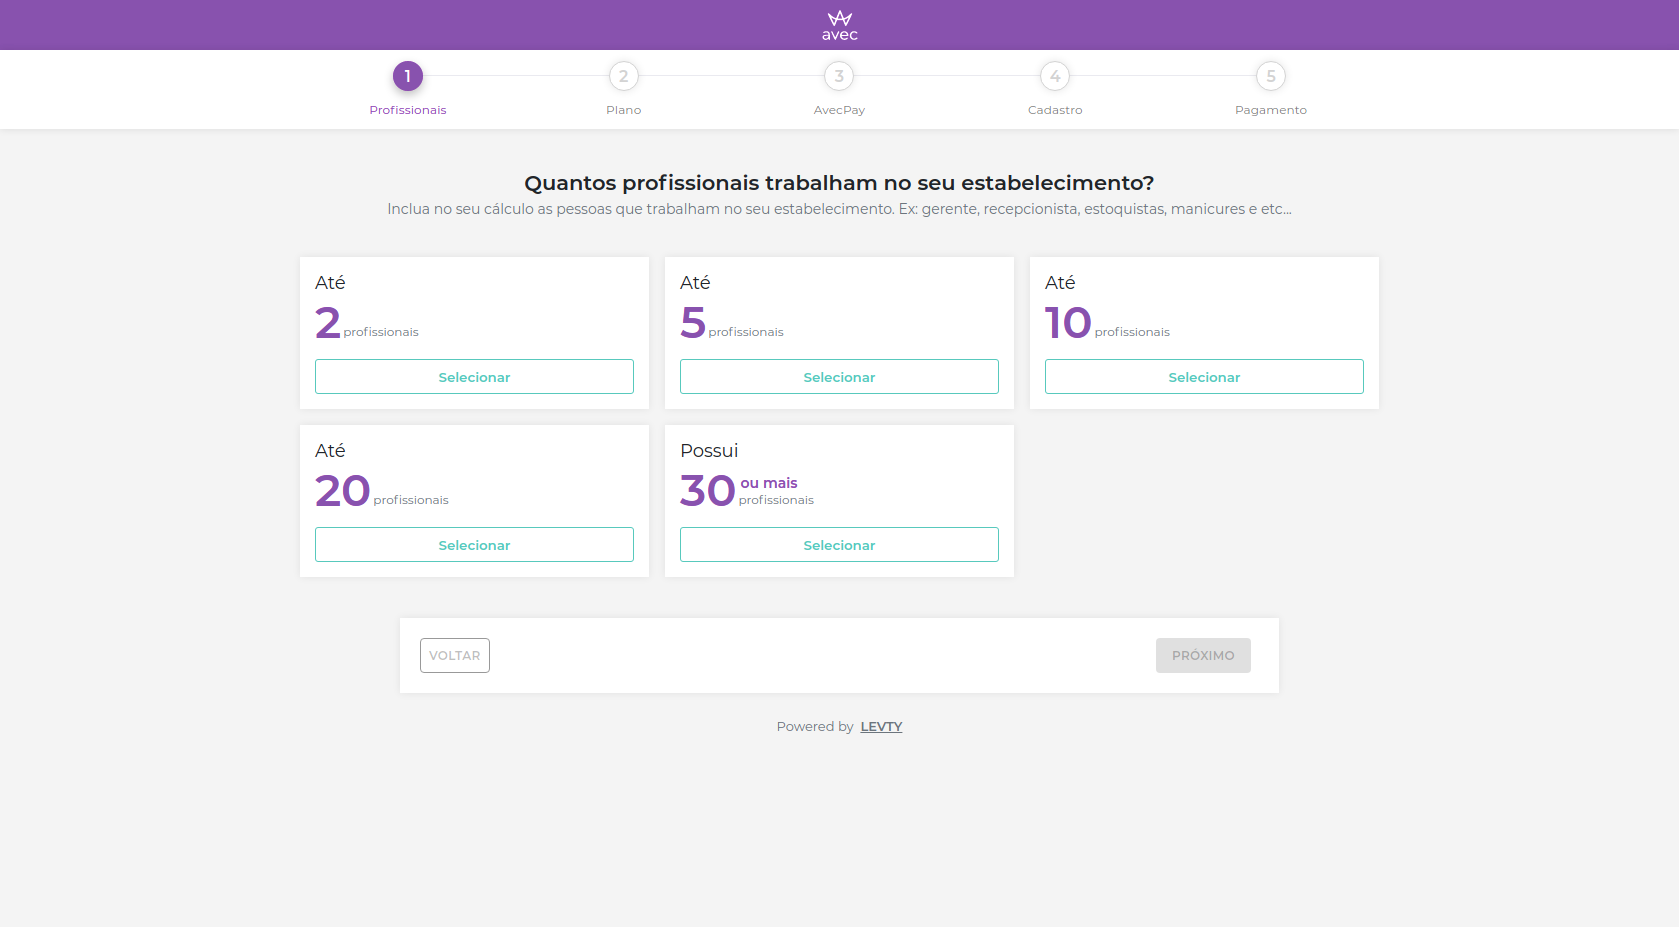 avec
1
2
3
4
5
Profissionais
Plano
AvecPay
Cadastro
Pagamento
Quantos profissionais trabalham no seu estabelecimento?
Inclua no seu cálculo as pessoas que trabalham no seu estabelecimento. Ex: gerente, recepcionista, estoquistas, manicures e etc...
Até
2 profissionais
Selecionar
Até
5 profissionais
Selecionar
Até
10 profissionais
Selecionar
Até
20 profissionais
Selecionar
Possui
30 ou mais
profissionais
Selecionar
VOLTAR
PRÓXIMO
Powered by LEVTY